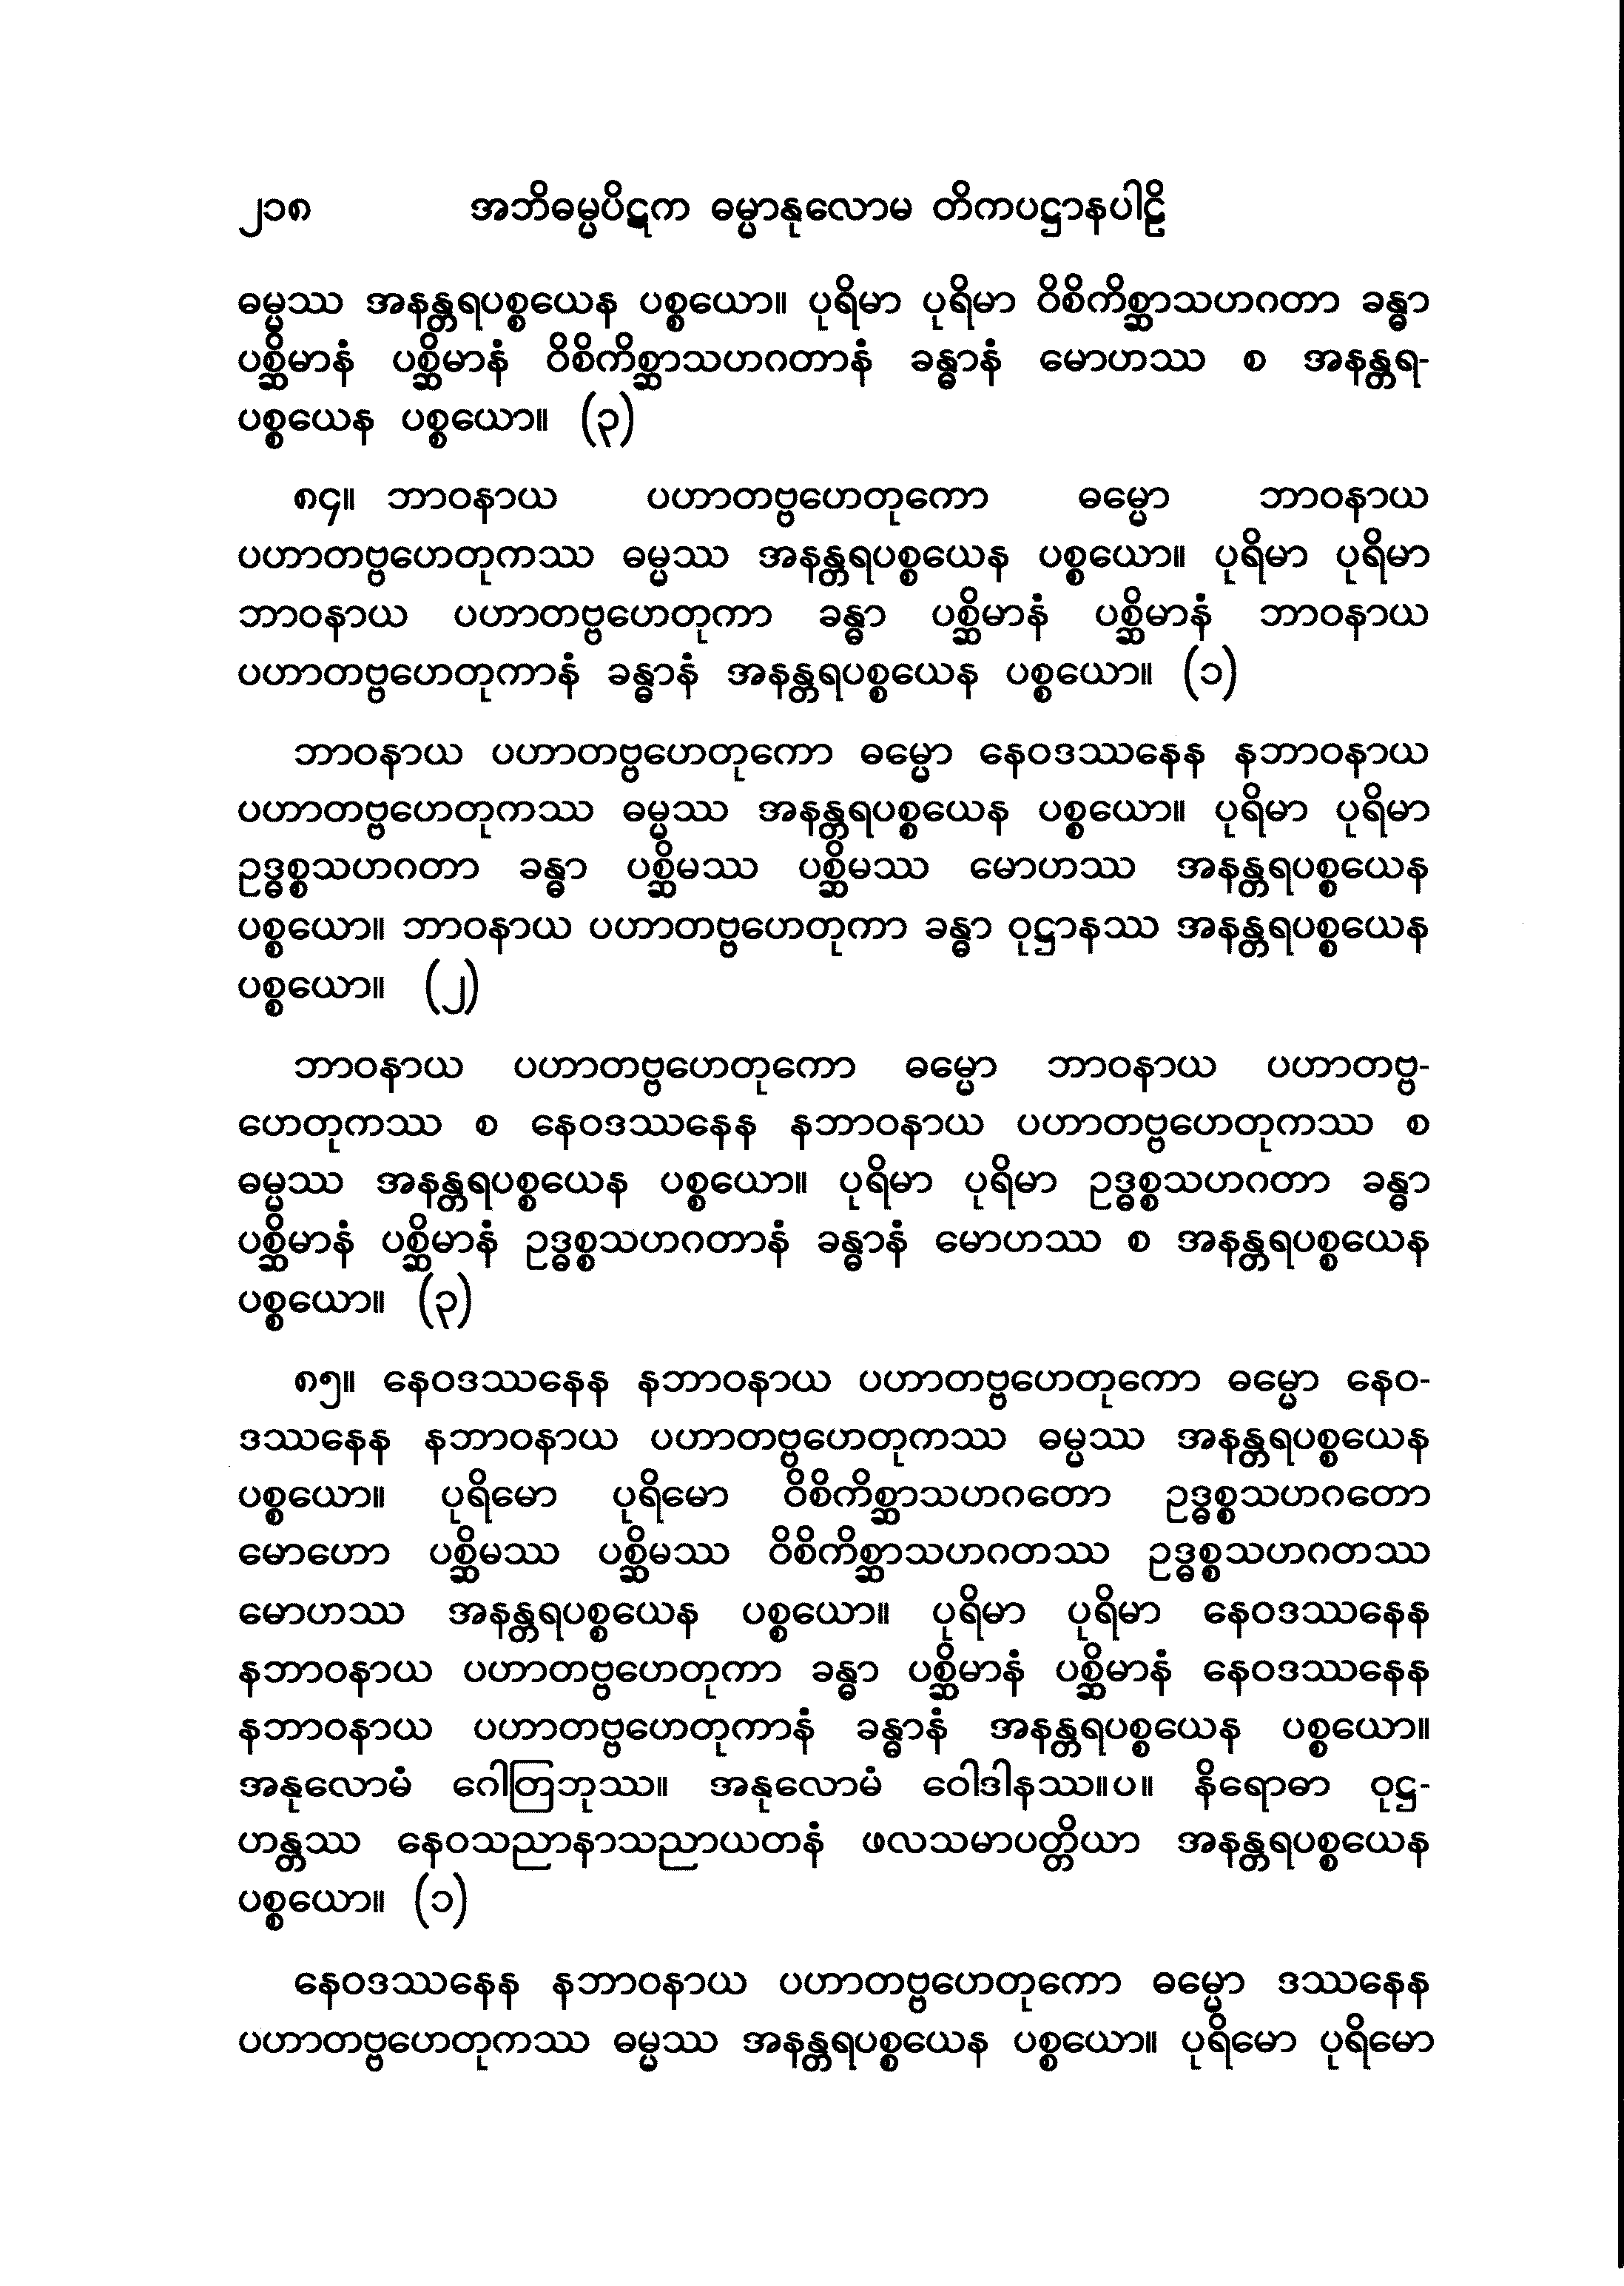 ၂၁၈ အဘိဓမ္မပိဋက ဓမ္မာနုလောမ တိကပဋ္ဌာနပါဠိ
ဓမ္မဿ အနန္တရပစ္စယေန ပစ္စယော။ ပုရိမာ ပုရိမာ ဝိစိကိစ္ဆာသဟဂတာ ခန္ဓာ
ပစ္ဆိမာနံ ပစ္ဆိမာနံ ဝိစိကိစ္ဆာသဟဂတာနံ ခန္ဓာနံ မောဟဿ စ အနန္တရ-
ပစ္စယေန ပစ္စယော။ (၃)
၈၄။ ဘာဝနာယ ပဟာတဗ္ဗဟေတုကော ဓမ္မော ဘာဝနာယ
ပဟာတဗ္ဗဟေတုကဿ ဓမ္မဿ အနန္တရပစ္စယေန ပစ္စယော။ ပုရိမာ ပုရိမာ
ဘာဝနာယ ပဟာတဗ္ဗဟေတုကာ ခန္ဓာ ပစ္ဆိမာနံ ပစ္ဆိမာနံ ဘာဝနာယ
ပဟာတဗ္ဗဟေတုကာနံ ခန္ဓာနံ အနန္တရပစ္စယေန ပစ္စယော။ (၁)
ဘာဝနာယ ပဟာတဗ္ဗဟေတုကော ဓမ္မော နေဝဒဿနေန နဘာဝနာယ
ပဟာတဗ္ဗဟေတုကဿ ဓမ္မဿ အနန္တရပစ္စယေန ပစ္စယော။ ပုရိမာ ပုရိမာ
ဥဒ္ဓစ္စသဟဂတာ ခန္ဓာ ပစ္ဆိမဿ ပစ္ဆိမဿ မောဟဿ အနန္တရပစ္စယေန
ပစ္စယော။ ဘာဝနာယ ပဟာတဗ္ဗဟေတုကာ ခန္ဓာ ဝုဋ္ဌာနဿ အနန္တရပစ္စယေန
ပစ္စယော။ (၂)
ဘာဝနာယ ပဟာတဗ္ဗဟေတုကော ဓမ္မော ဘာဝနာယ ပဟာတဗ္ဗ-
ဟေတုကဿ စ နေဝဒဿနေန နဘာဝနာယ ပဟာတဗ္ဗဟေတုကဿ စ
ဓမ္မဿ အနန္တရပစ္စယေန ပစ္စယော။ ပုရိမာ ပုရိမာ ဥဒ္ဓစ္စသဟဂတာ ခန္ဓာ
ပစ္ဆိမာနံ ပစ္ဆိမာနံ ဥဒ္ဓစ္စသဟဂတာနံ ခန္ဓာနံ မောဟဿ စ အနန္တရပစ္စယေန
ပစ္စယော။ (၃)
၈၅။ နေဝဒဿနေန နဘာဝနာယ ပဟာတဗ္ဗဟေတုကော ဓမ္မော နေဝ-
ဒဿနေန နဘာဝနာယ ပဟာတဗ္ဗဟေတုကဿ ဓမ္မဿ အနန္တရပစ္စယေန
ပစ္စယော။ ပုရိမော ပုရိမော ဝိစိကိစ္ဆာသဟဂတော ဥဒ္ဓစ္စသဟဂတော
မောဟော ပစ္ဆိမဿ ပစ္ဆိမဿ ဝိစိကိစ္ဆာသဟဂတဿ ဥဒ္ဓစ္စသဟဂတဿ
မောဟဿ အနန္တရပစ္စယေန ပစ္စယော။ ပုရိမာ ပုရိမာ နေဝဒဿနေန
နဘာဝနာယ ပဟာတဗ္ဗဟေတုကာ ခန္ဓာ ပစ္ဆိမာနံ ပစ္ဆိမာနံ နေဝဒဿနေန
နဘာဝနာယ ပဟာတဗ္ဗဟေတုကာနံ ခန္ဓာနံ အနန္တရပစ္စယေန ပစ္စယော။
အနုလောမံ ဂေါတြဘုဿ။ အနုလောမံ ဝေါဒါနဿ။ပ။ နိရောဓာ ဝုဋ္ဌ-
ဟန္တဿ နေဝသညာနာသညာယတနံ ဖလသမာပတ္တိယာ အနန္တရပစ္စယေန
ပစ္စယော။ (၁)
နေဝဒဿနေန နဘာဝနာယ ပဟာတဗ္ဗဟေတုကော ဓမ္မော ဒဿနေန
ပဟာတဗ္ဗဟေတုကဿ ဓမ္မဿ အနန္တရပစ္စယေန ပစ္စယော။ ပုရိမော ပုရိမော